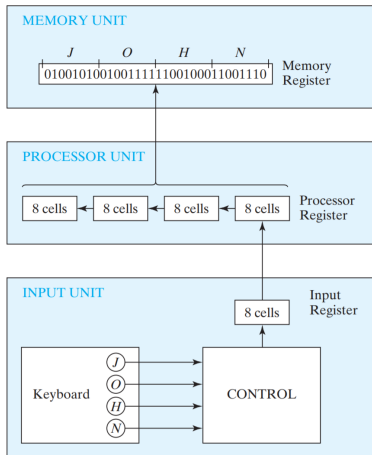 MEMORY UNIT
J O H N
01001010010011111100100011001110
Memory
Register
PROCESSOR UNIT
8 cells 8 cells 8 cells 8 cells
Processor
Register
INPUT UNIT
Input
Register
8 cells
Keyboard
J
O
H
N
CONTROL